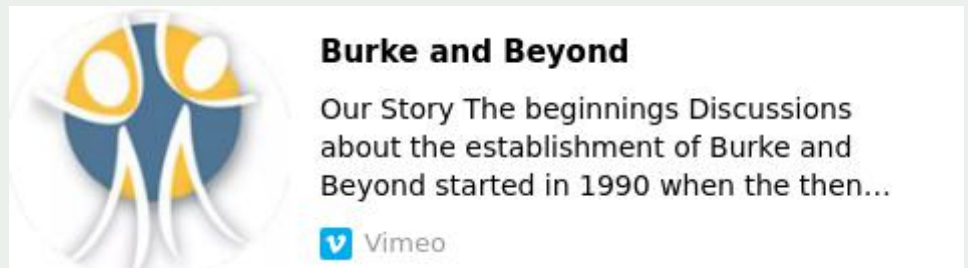 Burke and Beyond
Our Story The beginnings Discussions
about the establishment of Burke and
Beyond started in 1990 when the then...
Vimeo